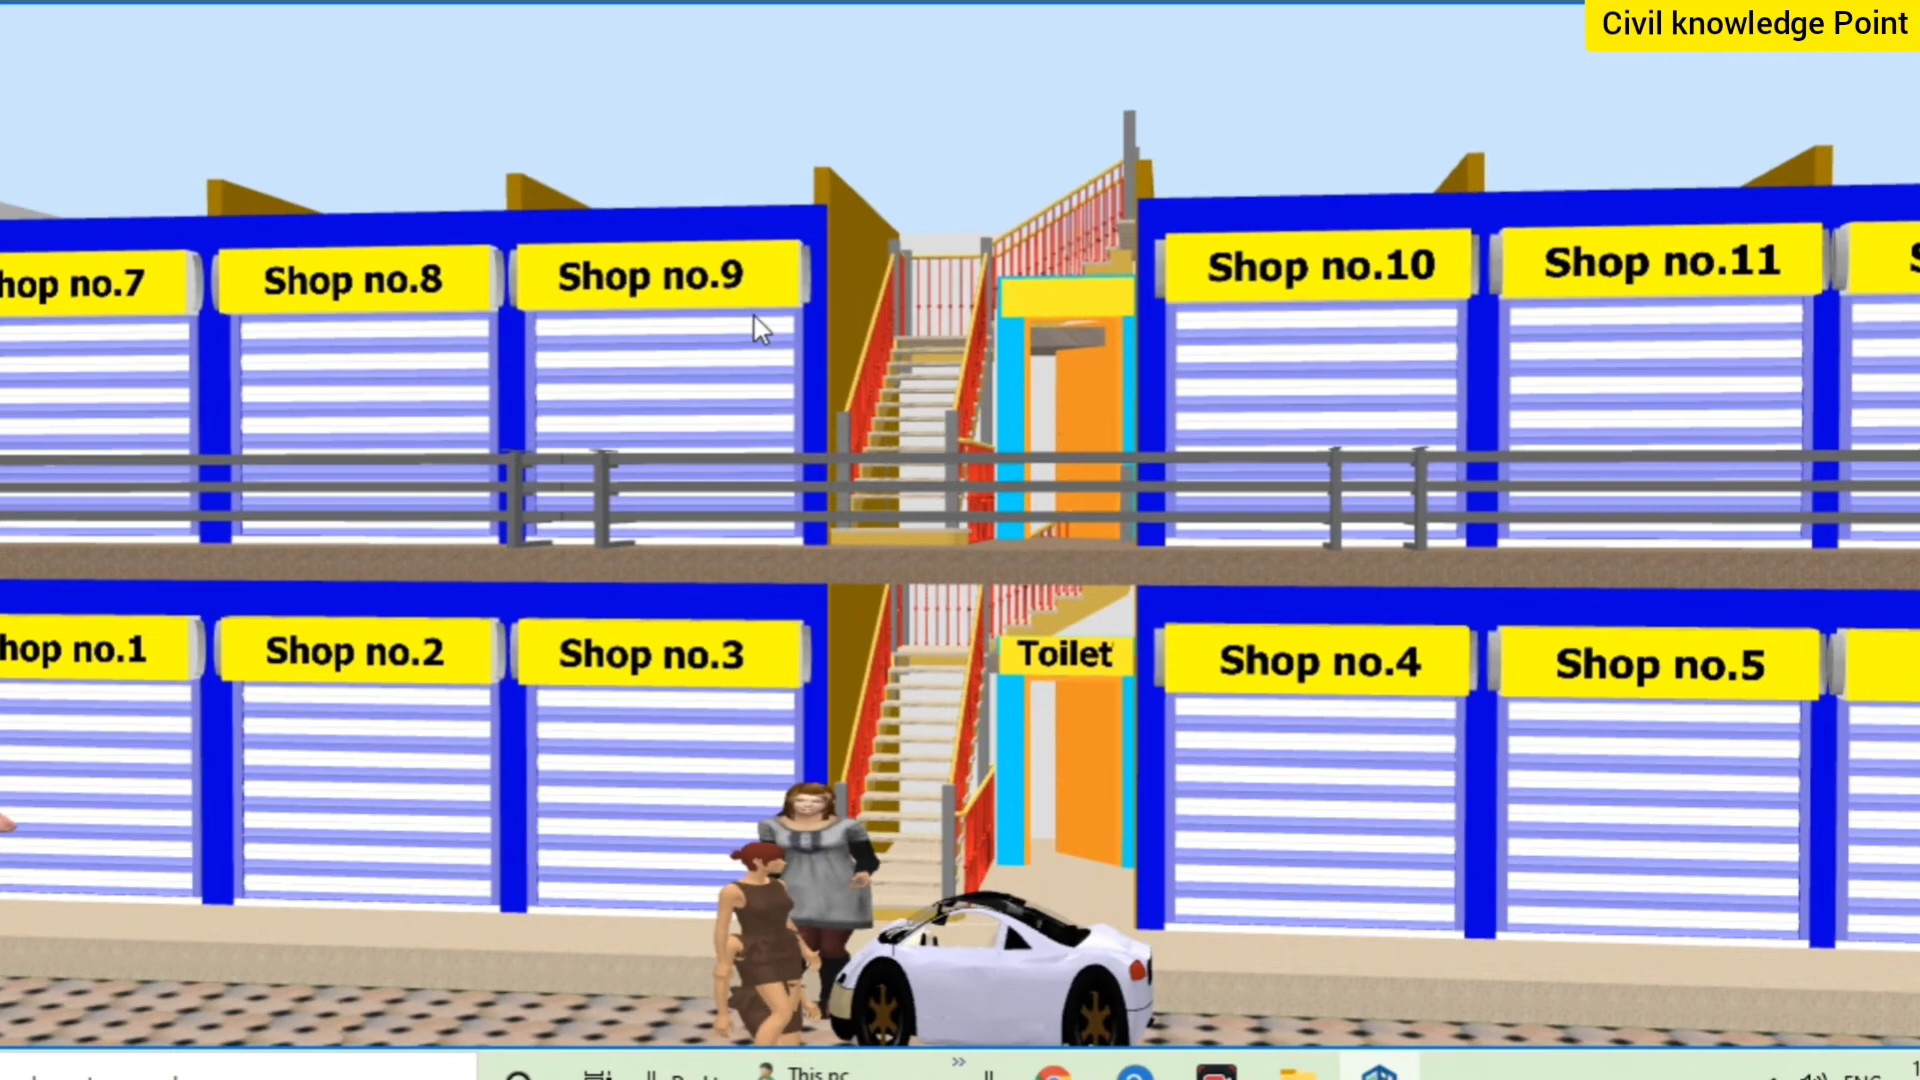 Civil knowledge Point
hop no.7
Shop no.8
Shop no.9
Shop no.10
Shop no.11
S
hop no.1
Shop no.2
Shop no.3
Toilet
Shop no.4
Shop no.5
This pc
ENG